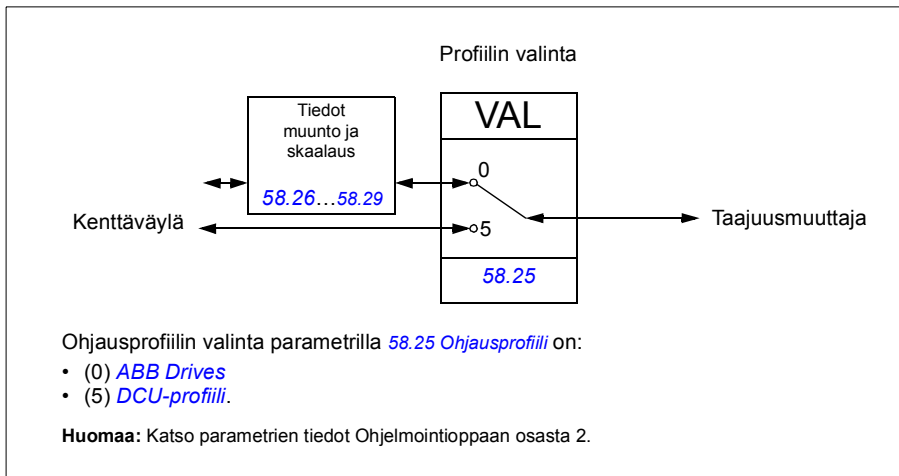 Profiilin valinta
Tiedot
muunto ja
skaalaus
58.26…58.29
VAL
0
5
58.25
Kenttäväylä
Taajuusmuuttaja
Ohjausprofiilin valinta parametrilla 58.25 Ohjausprofiili on:
• (0) ABB Drives
• (5) DCU-profiili.
Huomaa: Katso parametrien tiedot Ohjelmointioppaan osasta 2.